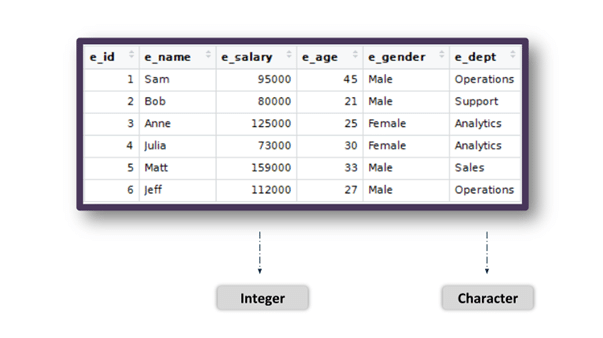 e_id e_name e_salary e_age e_gender e_dept
1 Sam 95000 45 Male Operations
2 Bob 80000 21 Male Support
3 Anne 125000 25 Female Analytics
4 Julia 73000 30 Female Analytics
5 Matt 159000 33 Male Sales
6 Jeff 112000 27 Male Operations
Integer Character